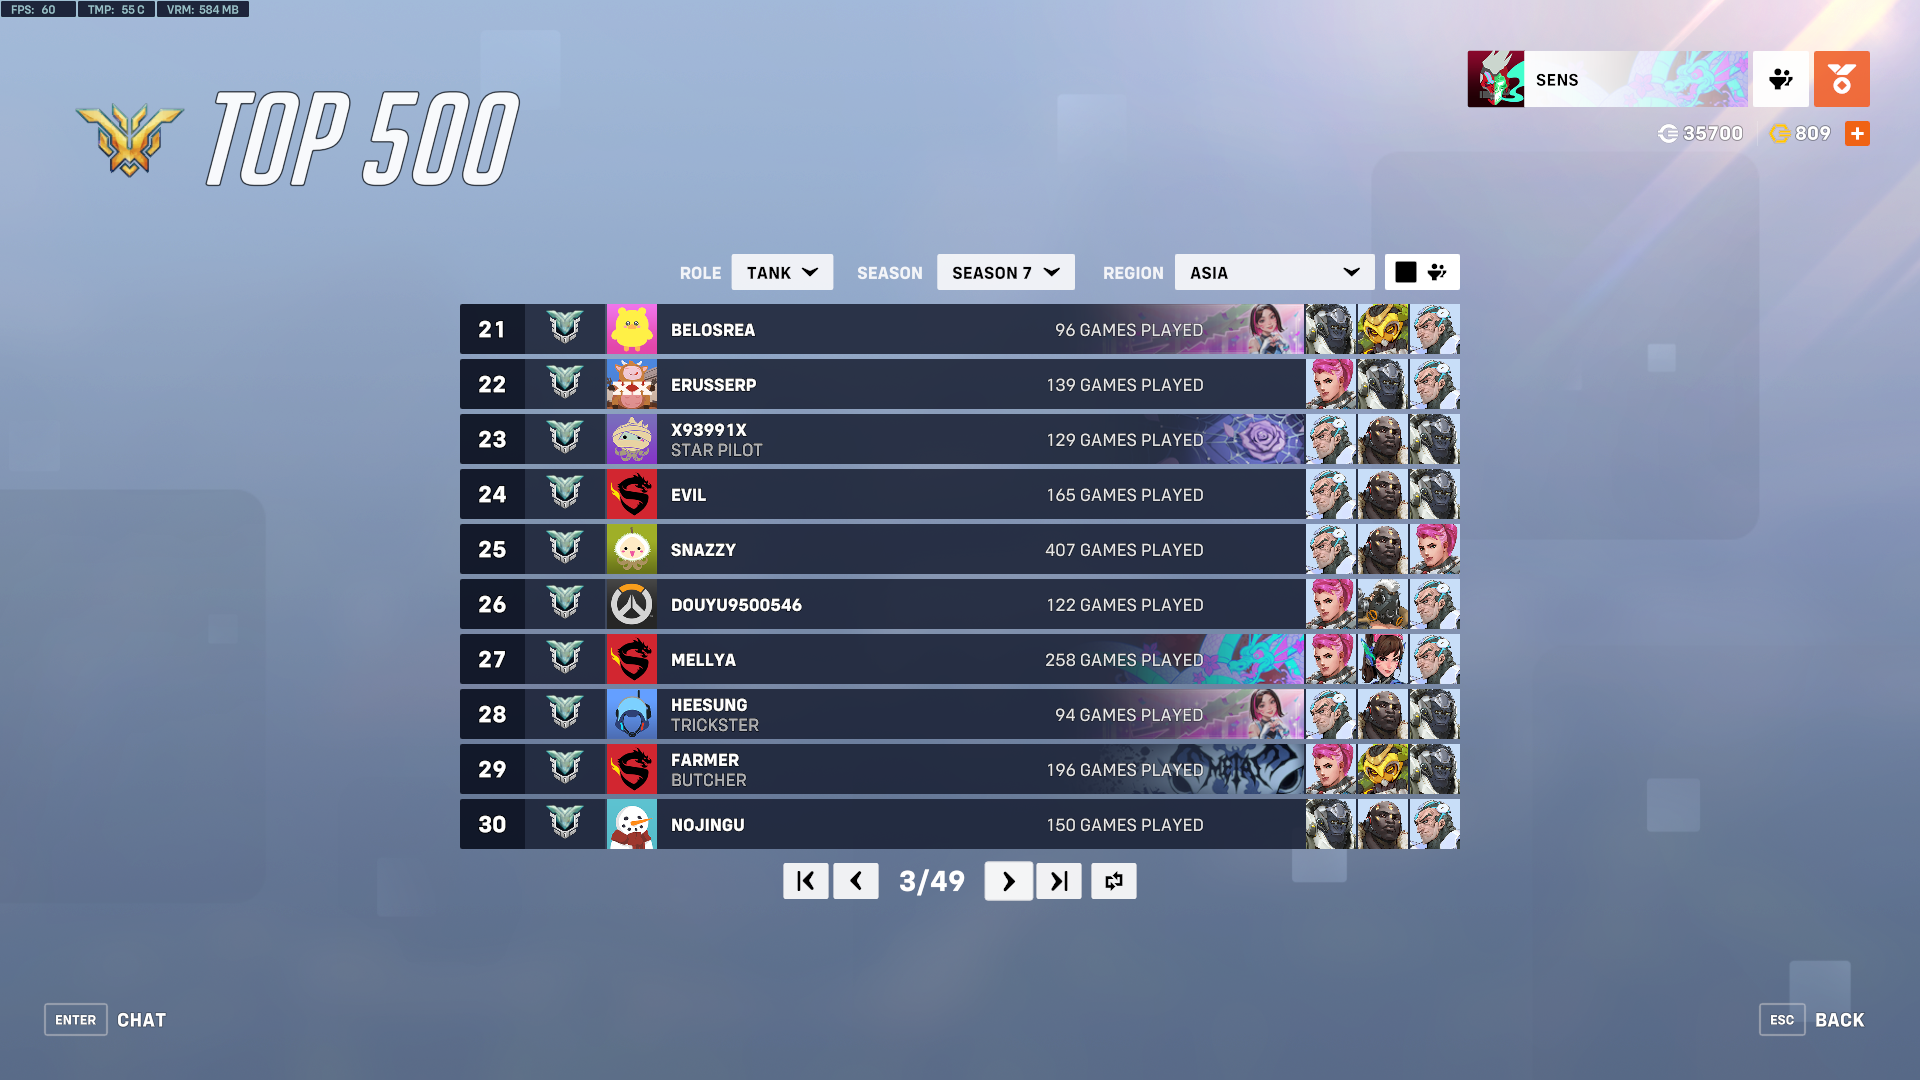 FPS: 60 TMP: 55 C VRM: 584 MB
TOP 500
SENS
35700 809
ROLE TANK SEASON SEASON 7 REGION ASIA
21 BELOSREA 96 GAMES PLAYED
22 ERUSSERP 139 GAMES PLAYED
23 X93991X 129 GAMES PLAYED
STAR PILOT
24 EVIL 165 GAMES PLAYED
25 SNAZZY 407 GAMES PLAYED
26 DOUYU9500546 122 GAMES PLAYED
27 MELLYA 258 GAMES PLAYED
28 HEESUNG 94 GAMES PLAYED
TRICKSTER
29 FARMER 196 GAMES PLAYED
BUTCHER
30 NOJINGU 150 GAMES PLAYED
3/49
ENTER CHAT
ESC BACK